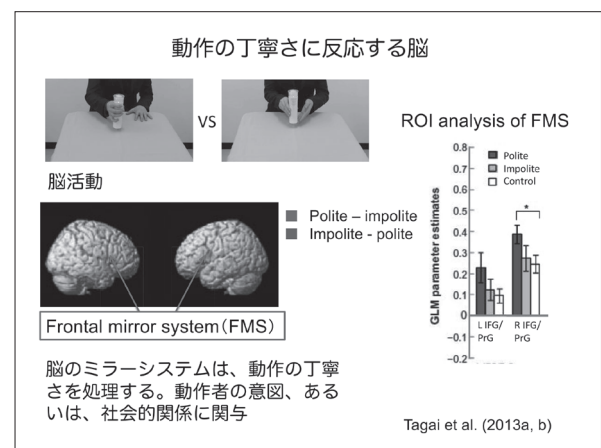 動作の丁寧さに反応する脳
VS
脳活動
Polite – impolite
Impolite - polite
Frontal mirror system(FMS)
脳のミラーシステムは、動作の丁寧
さを処理する。動作者の意図、ある
いは、社会的関係に関与
ROI analysis of FMS
GLM parameter estimates
0.8
0.7
0.6
0.5
0.4
0.3
0.2
0.1
0
−0.1
−0.2
Polite
Impolite
Control
*
L IFG/
PrG
R IFG/
PrG
Tagai et al. (2013a, b)